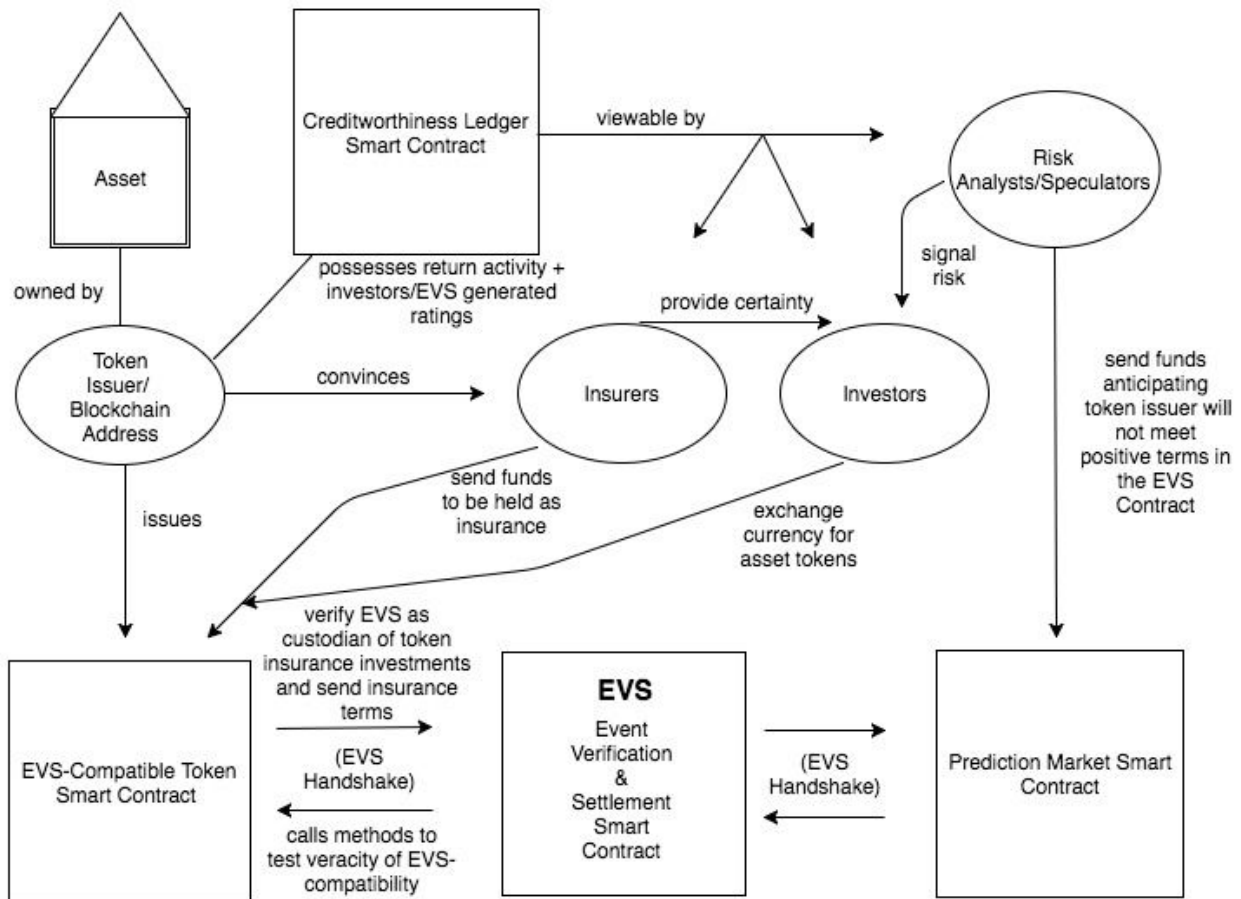 Asset
Creditworthiness Ledger
Smart Contract
viewable by
Risk
Analysts/Speculators
owned by
possesses return activity +
investors/EVS generated
ratings
signal
risk
provide certainty
Token
Issuer/
Blockchain
Address
convinces
Insurers
Investors
send funds
anticipating
token issuer will
not meet
positive terms in
the EVS
Contract
issues
send funds
to be held as
insurance
exchange
currency for
asset tokens
verify EVS as
custodian of token
insurance investments
and send insurance
terms
(EVS
Handshake)
calls methods to
test veracity of EVS-
compatibility
EVS-Compatible Token
Smart Contract
EVS
Event
Verification
&
Settlement
Smart
Contract
(EVS
Handshake)
Prediction Market Smart
Contract